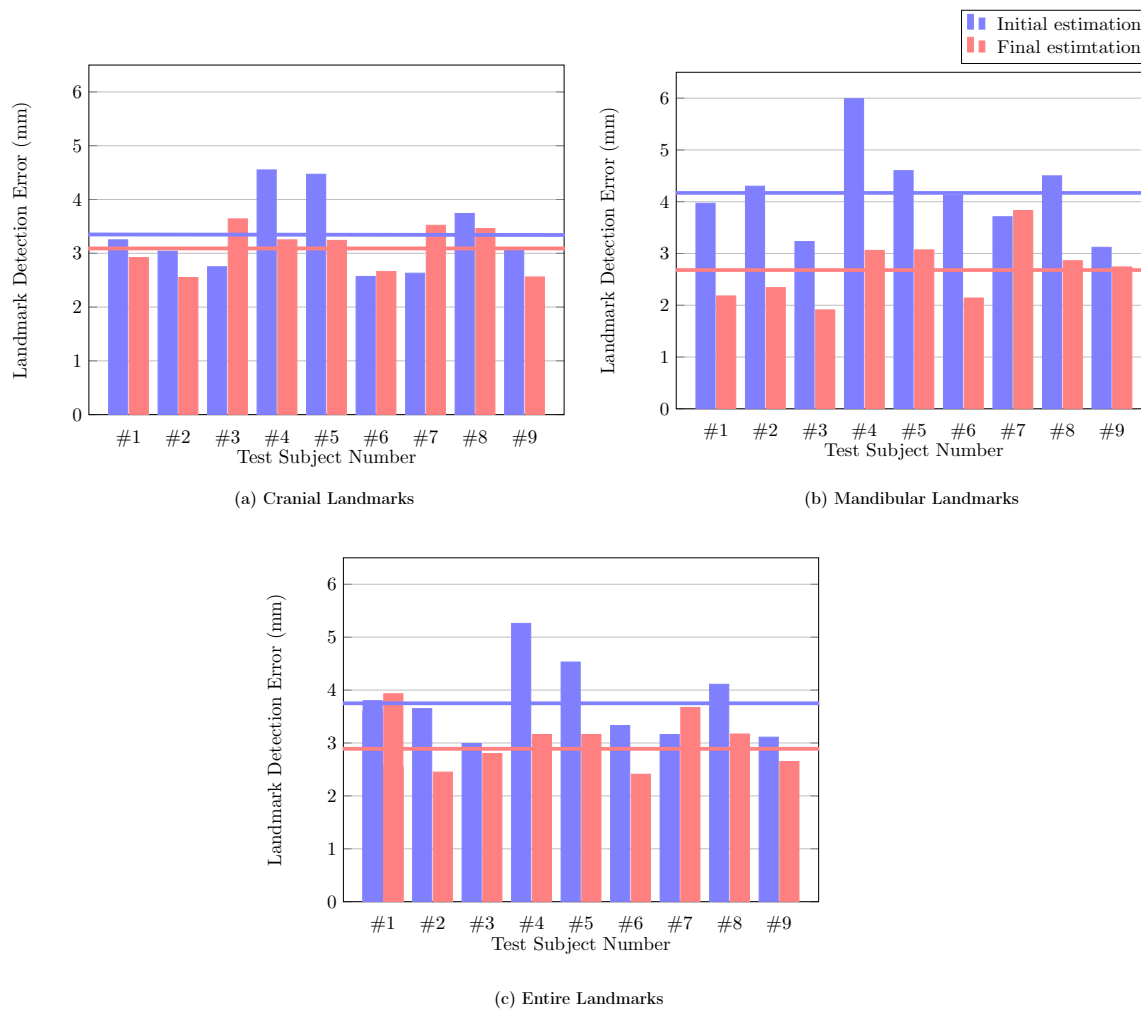 Initial estimation
Final estimtation
6
5
4
3
2
1
0
Landmark Detection Error (mm)
#1 #2 #3 #4 #5 #6 #7 #8 #9
Test Subject Number
(a) Cranial Landmarks
6
5
4
3
2
1
0
Landmark Detection Error (mm)
#1 #2 #3 #4 #5 #6 #7 #8 #9
Test Subject Number
(b) Mandibular Landmarks
6
5
4
3
2
1
0
Landmark Detection Error (mm)
#1 #2 #3 #4 #5 #6 #7 #8 #9
Test Subject Number
(c) Entire Landmarks